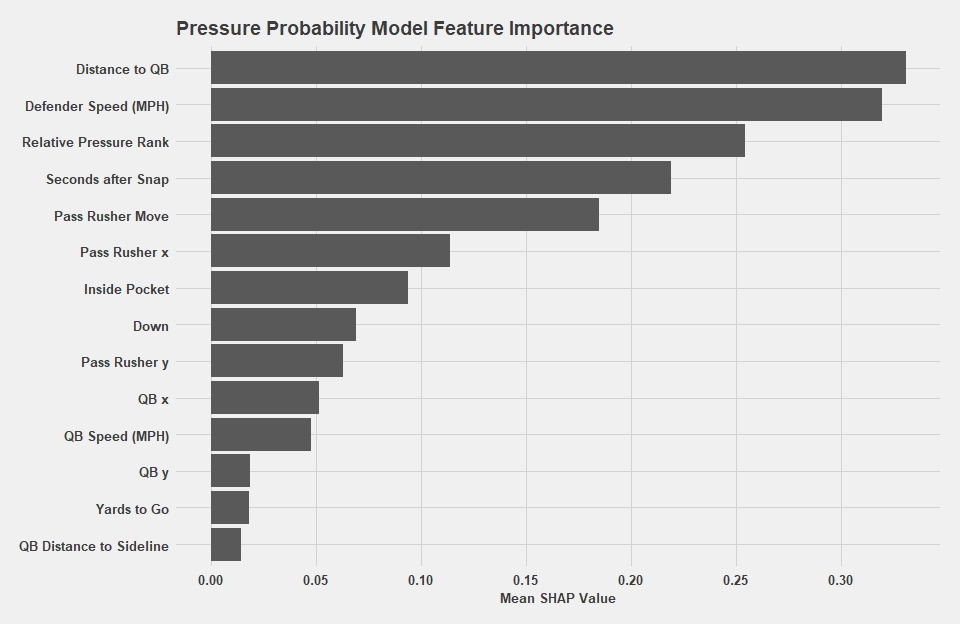 Pressure Probability Model Feature Importance
Distance to QB
Defender Speed (MPH)
Relative Pressure Rank
Seconds after Snap
Pass Rusher Move
Pass Rusher x
Inside Pocket
Down
Pass Rusher y
QB x
QB Speed (MPH)
QB y
Yards to Go
QB Distance to Sideline
0.00 0.05 0.10 0.15 0.20 0.25 0.30
Mean SHAP Value